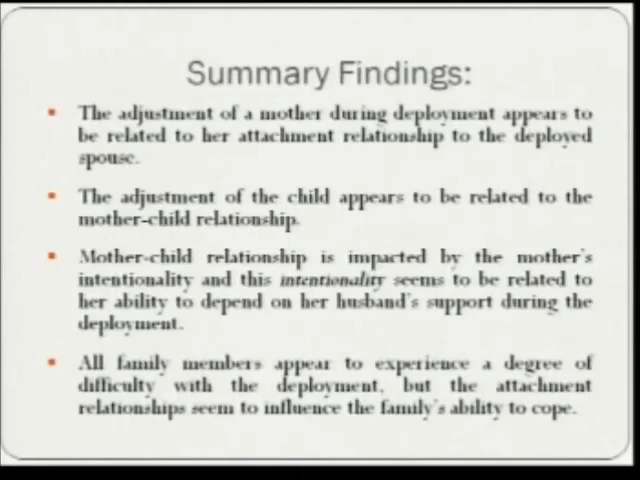 Summary Findings:
The adjustment of a mother during deployment appears to
be related to her attachment relationship to the deployed
spouse.
The adjustment of the child appears to be related to the
mother-child relationship.
Mother-child relationship is impacted by the mother's
intentionality and this intentionality seems to be related to
her ability to depend on her husband's support during the
deployment.
All family members appear to experience a degree of
difficulty with the deployment, but the attachment
relationships seem to influence the family's ability to cope.